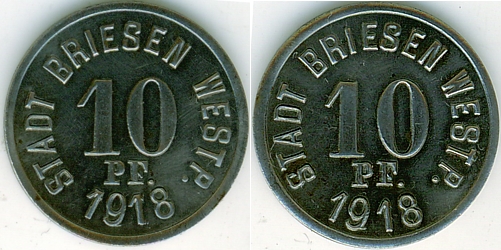 STADT BRIESEN WESTP.
10
PF.
1918
STADT BRIESEN WESTP.
10
PF.
1918